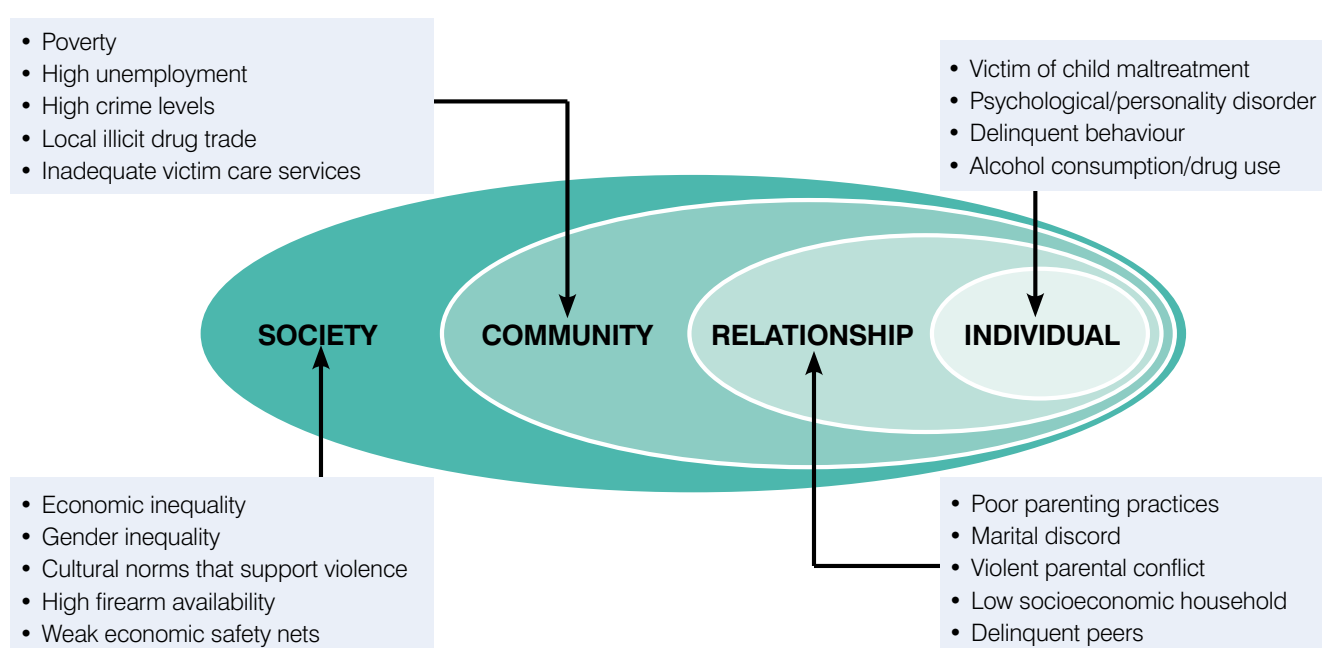 • Poverty
• High unemployment
• High crime levels
• Local illicit drug trade
• Inadequate victim care services
• Victim of child maltreatment
• Psychological/personality disorder
• Delinquent behaviour
• Alcohol consumption/drug use
SOCIETY
COMMUNITY
RELATIONSHIP
INDIVIDUAL
• Economic inequality
• Gender inequality
• Cultural norms that support violence
• High firearm availability
• Weak economic safety nets
• Poor parenting practices
• Marital discord
• Violent parental conflict
• Low socioeconomic household
• Delinquent peers